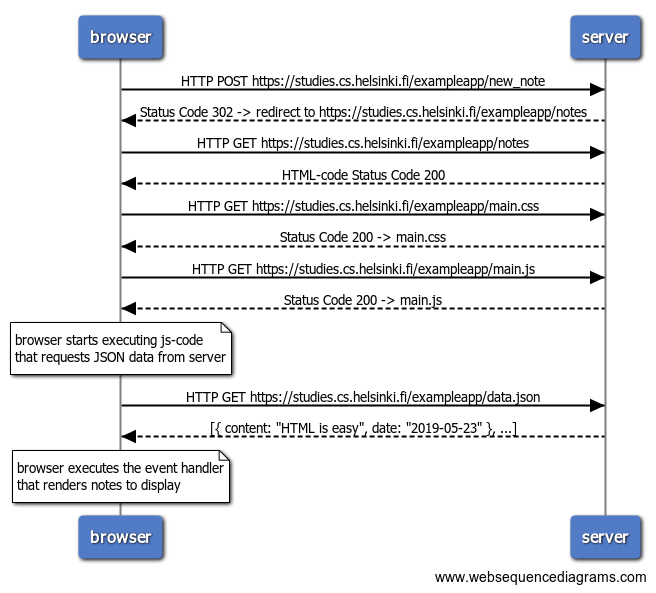 browser server
HTTP POST https://studies.cs.helsinki.fi/exampleapp/new_note
Status Code 302 -> redirect to https://studies.cs.helsinki.fi/exampleapp/notes
HTTP GET https://studies.cs.helsinki.fi/exampleapp/notes
HTML-code Status Code 200
HTTP GET https://studies.cs.helsinki.fi/exampleapp/main.css
Status Code 200 -> main.css
HTTP GET https://studies.cs.helsinki.fi/exampleapp/main.js
Status Code 200 -> main.js
browser starts executing js-code
that requests JSON data from server
HTTP GET https://studies.cs.helsinki.fi/exampleapp/data.json
[{ content: "HTML is easy", date: "2019-05-23" }, ...]
browser executes the event handler
that renders notes to display
browser server
www.websequencediagrams.com